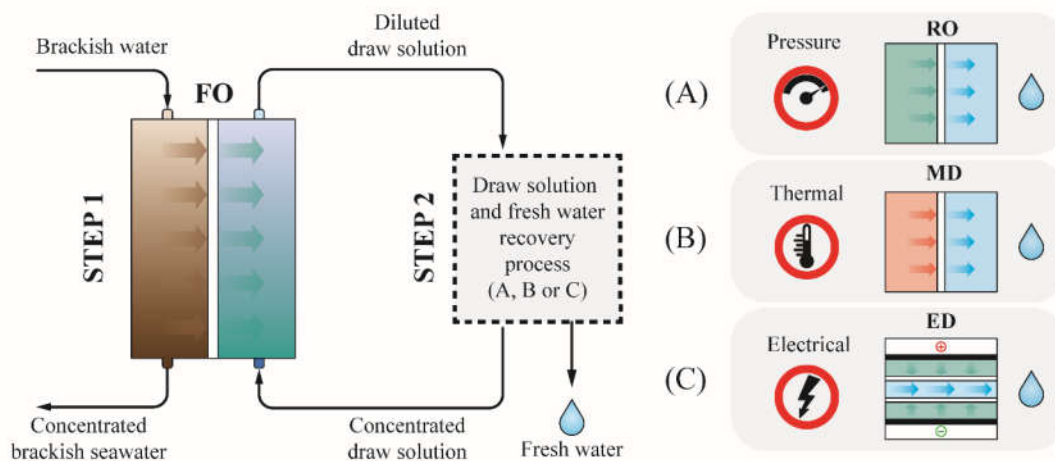 Brackish water
Diluted
draw solution
FO
STEP 1
STEP 2
Draw solution
and fresh water
recovery
process
(A, B or C)
Concentrated
brackish seawater
Concentrated
draw solution
Fresh water
(A)
Pressure
RO
(B)
Thermal
MD
(C)
Electrical
ED
+
−